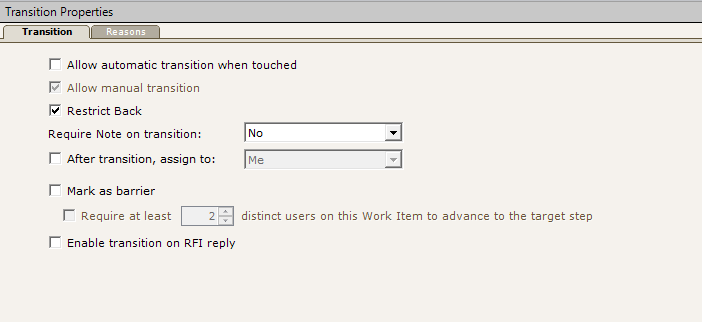 Transition Properties
Transition Reasons
Allow automatic transition when touched
Allow manual transition
Restrict Back
Require Note on transition: No
After transition, assign to: Me
Mark as barrier
Require at least 2 distinct users on this Work Item to advance to the target step
Enable transition on RFI reply